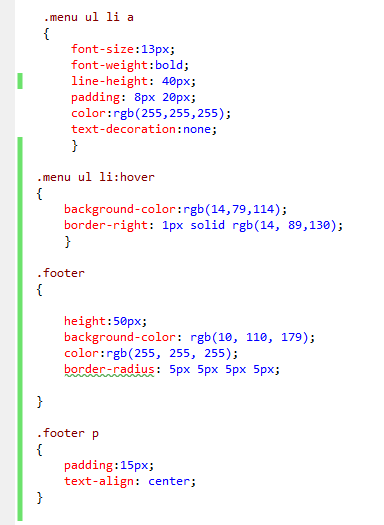 .menu ul li a
{
font-size:13px;
font-weight:bold;
line-height: 40px;
padding: 8px 20px;
color:rgb(255,255,255);
text-decoration:none;
}
.menu ul li:hover
{
background-color:rgb(14,79,114);
border-right: 1px solid rgb(14, 89,130);
}
.footer
{
height:50px;
background-color: rgb(10, 110, 179);
color:rgb(255, 255, 255);
border-radius: 5px 5px 5px 5px;
}
.footer p
{
padding:15px;
text-align: center;
}